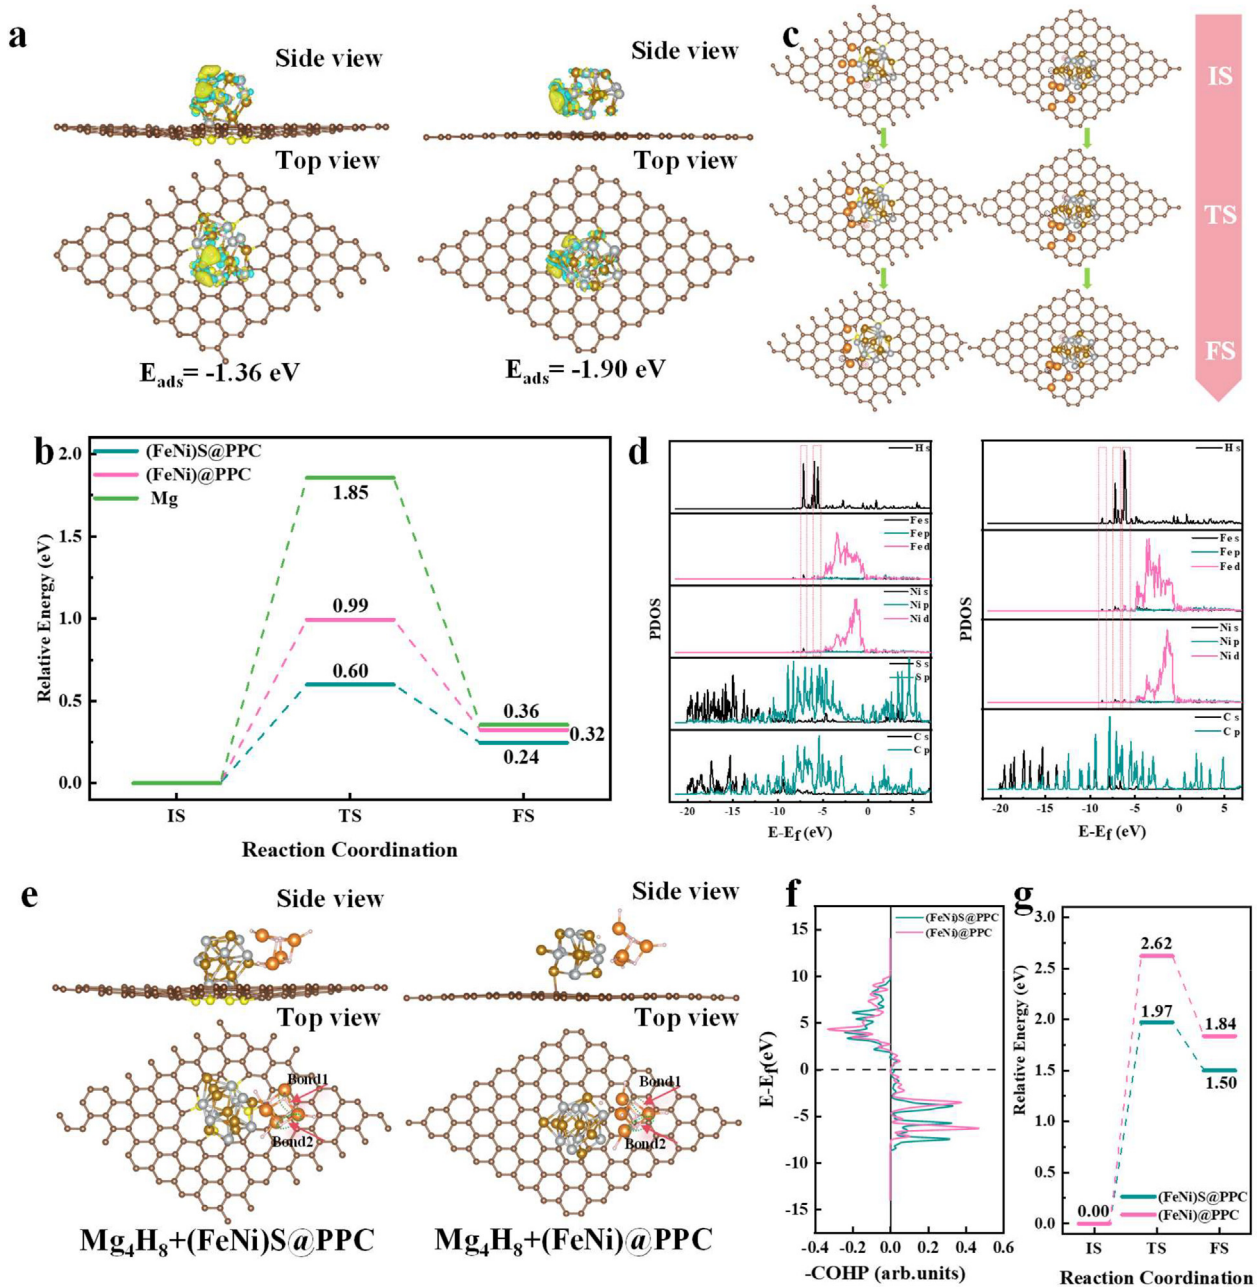 a
Side view
Side view
Top view
Top view
E_ads= -1.36 eV
E_ads= -1.90 eV
c
IS
TS
FS
b
(FeNi)S@PPC
(FeNi)@PPC
Mg
2.0
1.5
1.0
0.5
0.0
Relative Energy (eV)
1.85
0.99
0.60
0.36
0.32
0.24
IS
TS
FS
Reaction Coordination
d
PDOS
H s
Fe s
Fe p
Fe d
Ni s
Ni p
Ni d
S s
S p
C s
C p
-20
-15
-10
-5
0
5
E-Ef (eV)
PDOS
H s
Fe s
Fe p
Fe d
Ni s
Ni p
Ni d
C s
C p
-20
-15
-10
-5
0
5
E-Ef (eV)
e
Side view
Side view
Top view
Top view
Bond1
Bond2
Bond1
Bond2
Mg4H8+(FeNi)S@PPC
Mg4H8+(FeNi)@PPC
f
(FeNi)S@PPC
(FeNi)@PPC
E-Ef(eV)
10
5
0
-5
-10
-15
-0.4
-0.2
0.0
0.2
0.4
0.6
-COHP (arb.units)
g
Relative Energy (eV)
3.0
2.5
2.0
1.5
1.0
0.5
0.0
2.62
1.97
1.84
1.50
0.00
(FeNi)S@PPC
(FeNi)@PPC
IS
TS
FS
Reaction Coordination